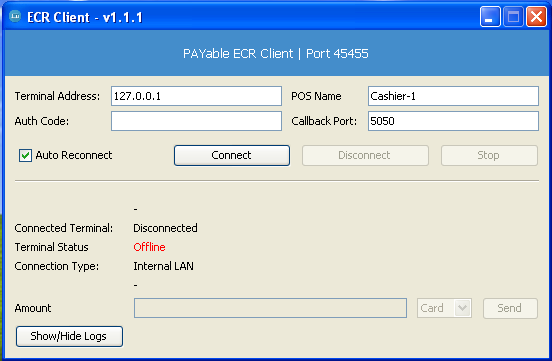 ECR Client - v1.1.1
PAYable ECR Client | Port 45455
Terminal Address: 127.0.0.1 POS Name Cashier-1
Auth Code: Callback Port: 5050
Auto Reconnect Connect Disconnect Stop
-
Connected Terminal: Disconnected
Terminal Status Offline
Connection Type: Internal LAN
-
Amount Card Send
Show/Hide Logs